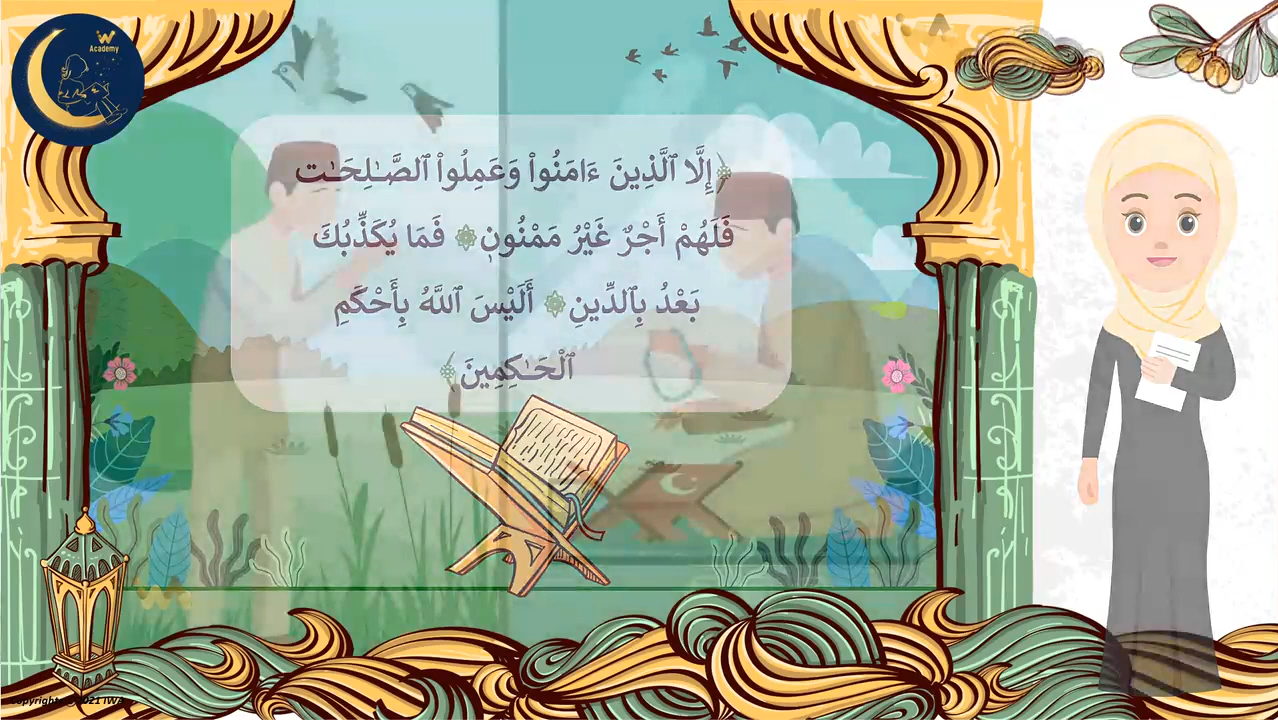 W
Academy
﴿إِلَّا ٱلَّذِينَ ءَامَنُوا۟ وَعَمِلُوا۟ ٱلصَّـٰلِحَـٰت
فَلَهُمْ أَجْرٌ غَيْرُ مَمْنُونٍۢ ۞ فَمَا يُكَذِّبُكَ
بَعْدُ بِٱلدِّينِ ۞ أَلَيْسَ ٱللَّهُ بِأَحْكَمِ
ٱلْحَـٰكِمِينَ﴾